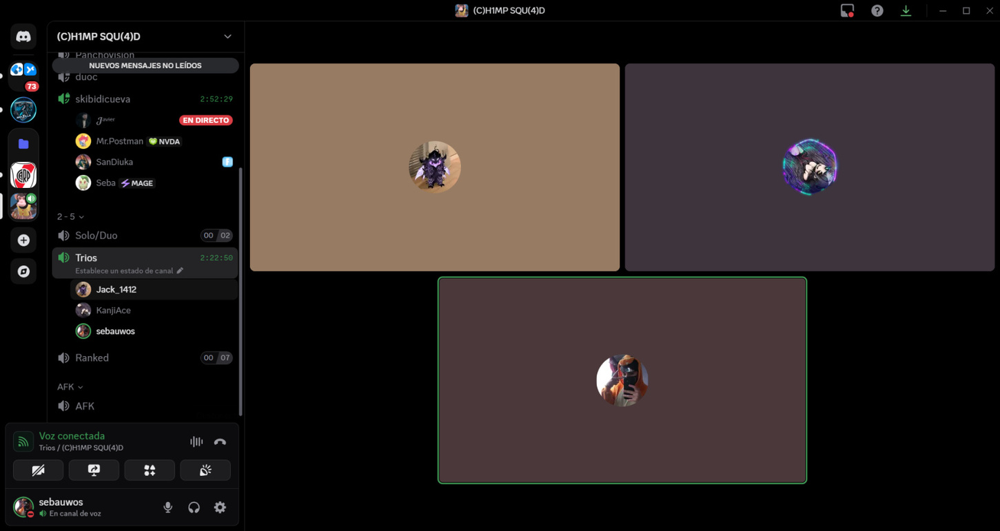 (C)H1MP SQU(4)D
(C)H1MP SQU(4)D
Panchovision
NUEVOS MENSAJES NO LEÍDOS
duoc
73
skibidicueva 2:52:29
Javier EN DIRECTO
Mr.Postman NVDA
SanDiuka
Seba MAGE
2 - 5
Solo/Duo 00 02
Trios 2:22:50
Establece un estado de canal
Jack_1412
KanjiAce
sebauwos
Ranked 00 07
AFK
AFK
Voz conectada
Trios / (C)H1MP SQU(4)D
sebauwos
En canal de voz